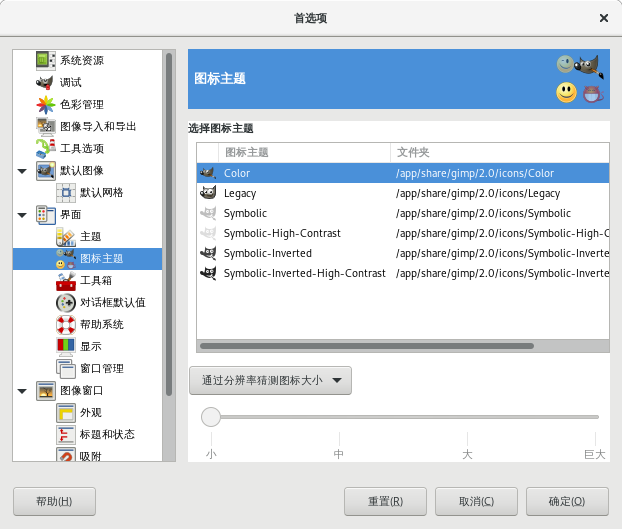 首选项
系统资源
调试
色彩管理
图像导入和导出
工具选项
默认图像
默认网格
界面
主题
图标主题
工具箱
对话框默认值
帮助系统
显示
窗口管理
图像窗口
外观
标题和状态
吸附
图标主题
选择图标主题
图标主题 文件夹
Color /app/share/gimp/2.0/icons/Color
Legacy /app/share/gimp/2.0/icons/Legacy
Symbolic /app/share/gimp/2.0/icons/Symbolic
Symbolic-High-Contrast /app/share/gimp/2.0/icons/Symbolic-High-C
Symbolic-Inverted /app/share/gimp/2.0/icons/Symbolic-Inverte
Symbolic-Inverted-High-Contrast /app/share/gimp/2.0/icons/Symbolic-Inverte
通过分辨率猜测图标大小
小 中 大 巨大
帮助(H) 重置(R) 取消(C) 确定(O)